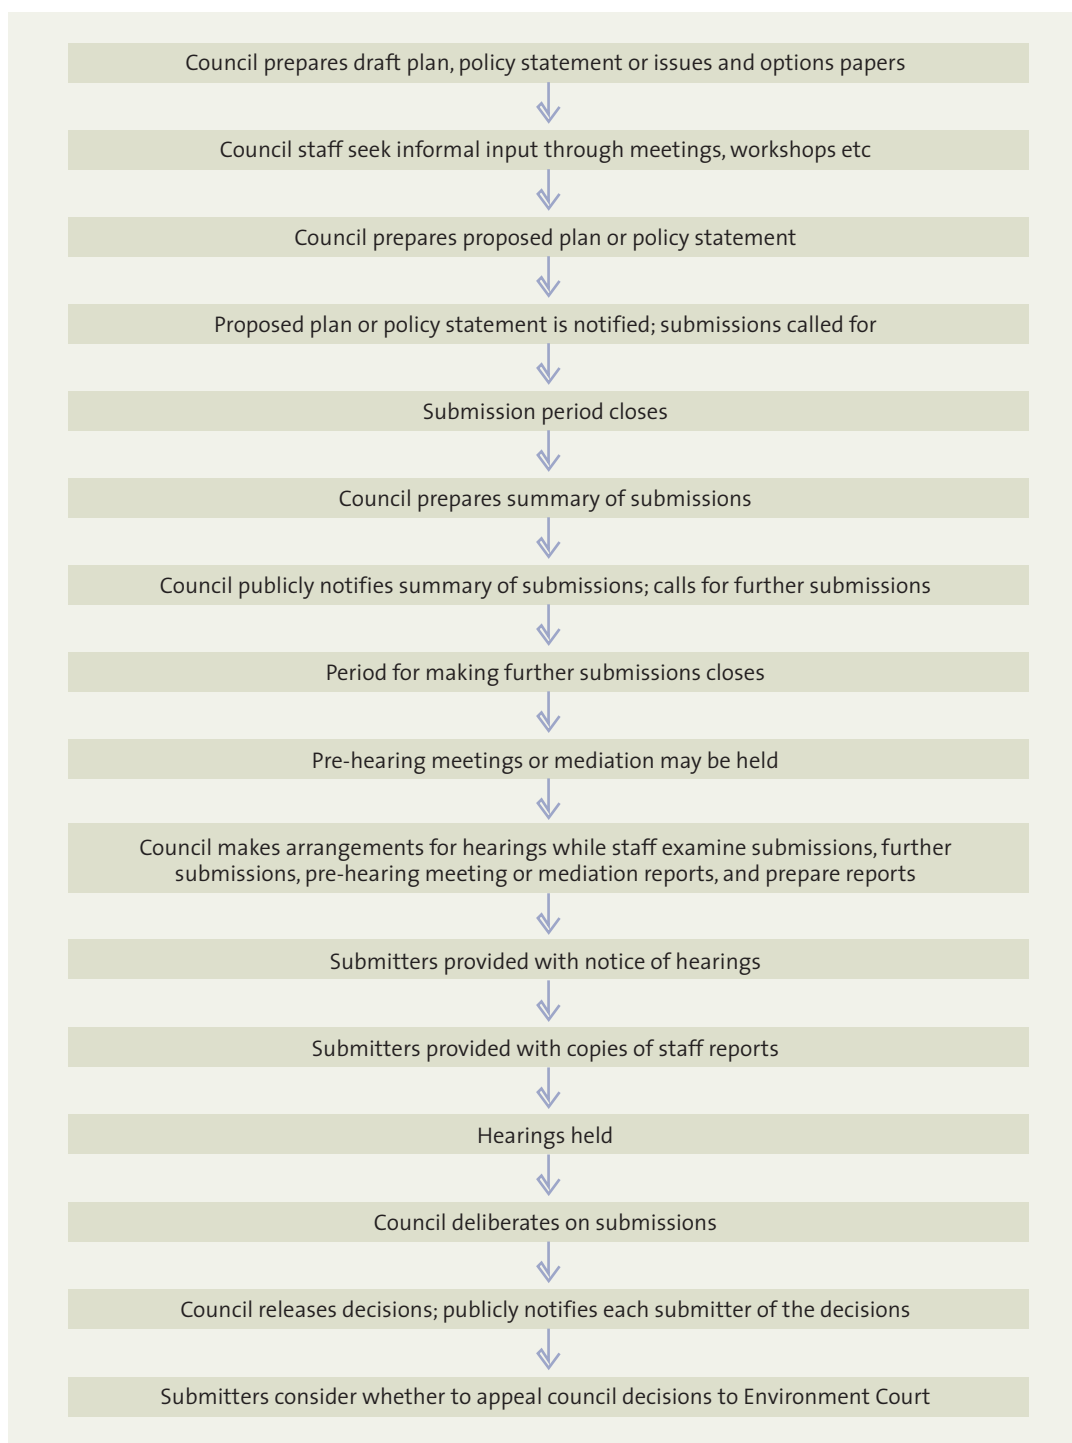 Council prepares draft plan, policy statement or issues and options papers
Council staff seek informal input through meetings, workshops etc
Council prepares proposed plan or policy statement
Proposed plan or policy statement is notified; submissions called for
Submission period closes
Council prepares summary of submissions
Council publicly notifies summary of submissions; calls for further submissions
Period for making further submissions closes
Pre-hearing meetings or mediation may be held
Council makes arrangements for hearings while staff examine submissions, further
submissions, pre-hearing meeting or mediation reports, and prepare reports
Submitters provided with notice of hearings
Submitters provided with copies of staff reports
Hearings held
Council deliberates on submissions
Council releases decisions; publicly notifies each submitter of the decisions
Submitters consider whether to appeal council decisions to Environment Court